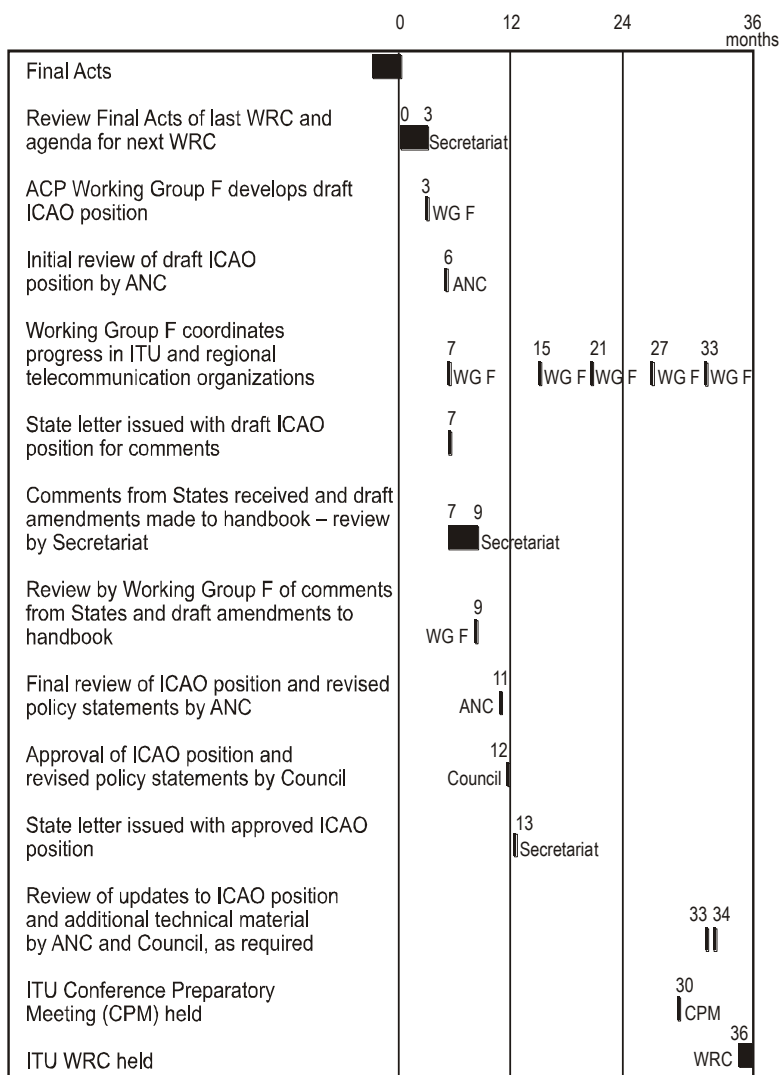 0 12 24 36
months
Final Acts
0 3
Review Final Acts of last WRC and
agenda for next WRC
Secretariat
ACP Working Group F develops draft
ICAO position
3
WG F
Initial review of draft ICAO
position by ANC
6
ANC
Working Group F coordinates
progress in ITU and regional
telecommunication organizations
7 15 21 27 33
WG F WG F WG F WG F WG F
State letter issued with draft ICAO
position for comments
7
Comments from States received and draft
amendments made to handbook – review
by Secretariat
7 9
Secretariat
Review by Working Group F of comments
from States and draft amendments to
handbook
9
WG F
Final review of ICAO position and revised
policy statements by ANC
11
ANC
Approval of ICAO position and
revised policy statements by Council
12
Council
State letter issued with approved ICAO
position
13
Secretariat
Review of updates to ICAO position
and additional technical material
by ANC and Council, as required
33 34
ITU Conference Preparatory
Meeting (CPM) held
30
CPM
36
ITU WRC held
WRC